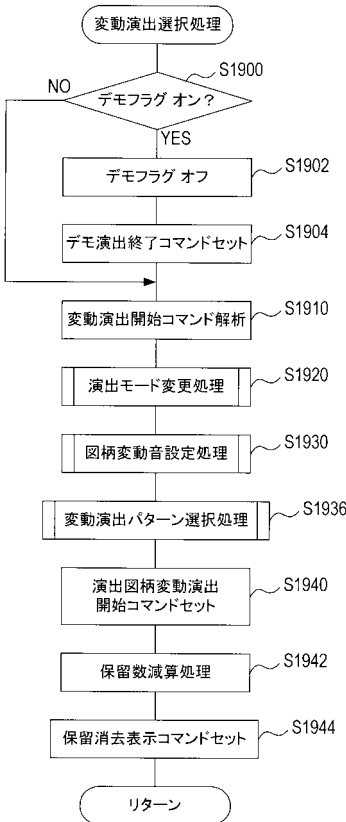 変動演出選択処理
S1900
NO
デモフラグ オン?
YES
デモフラグ オフ
S1902
デモ演出終了コマンドセット
S1904
変動演出開始コマンド解析
S1910
演出モード変更処理
S1920
図柄変動音設定処理
S1930
変動演出パターン選択処理
S1936
演出図柄変動演出
開始コマンドセット
S1940
保留数減算処理
S1942
保留消去表示コマンドセット
S1944
リターン